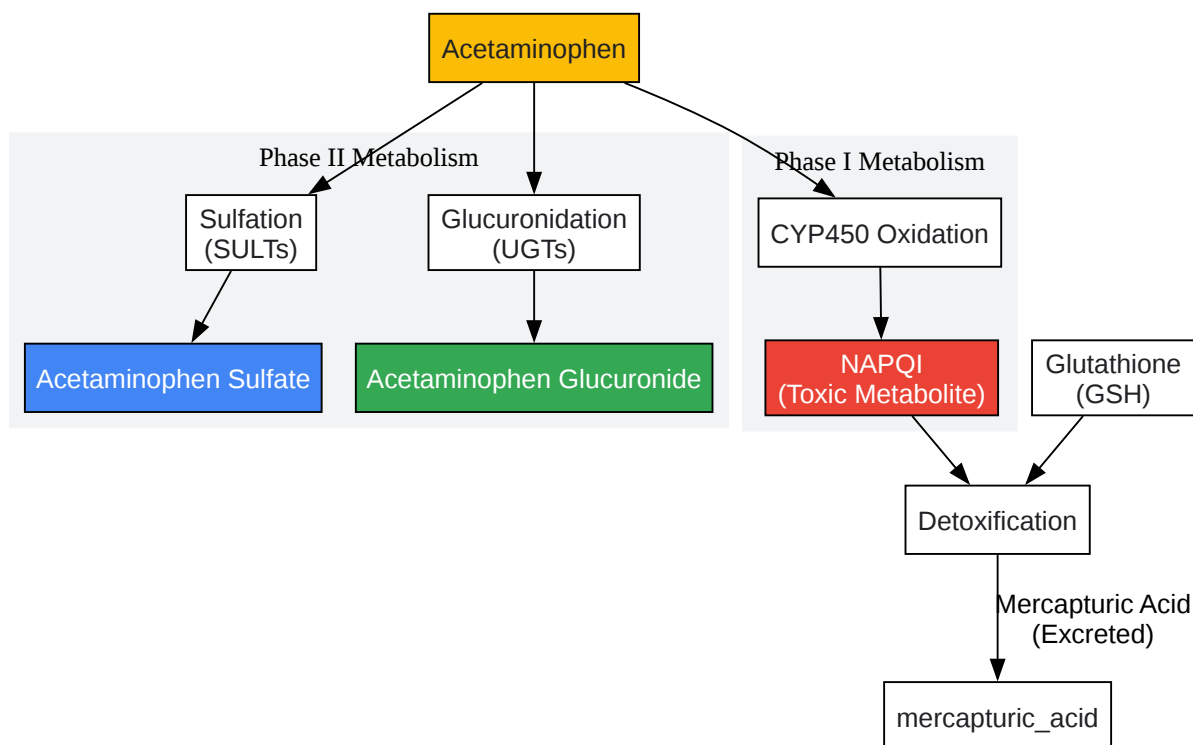 Acetaminophen
Phase II Metabolism
Phase I Metabolism
Sulfation
(SULTs)
Glucuronidation
(UGTs)
CYP450 Oxidation
Acetaminophen Sulfate
Acetaminophen Glucuronide
NAPQI
(Toxic Metabolite)
Glutathione
(GSH)
Detoxification
Mercapturic Acid
(Excreted)
mercapturic_acid